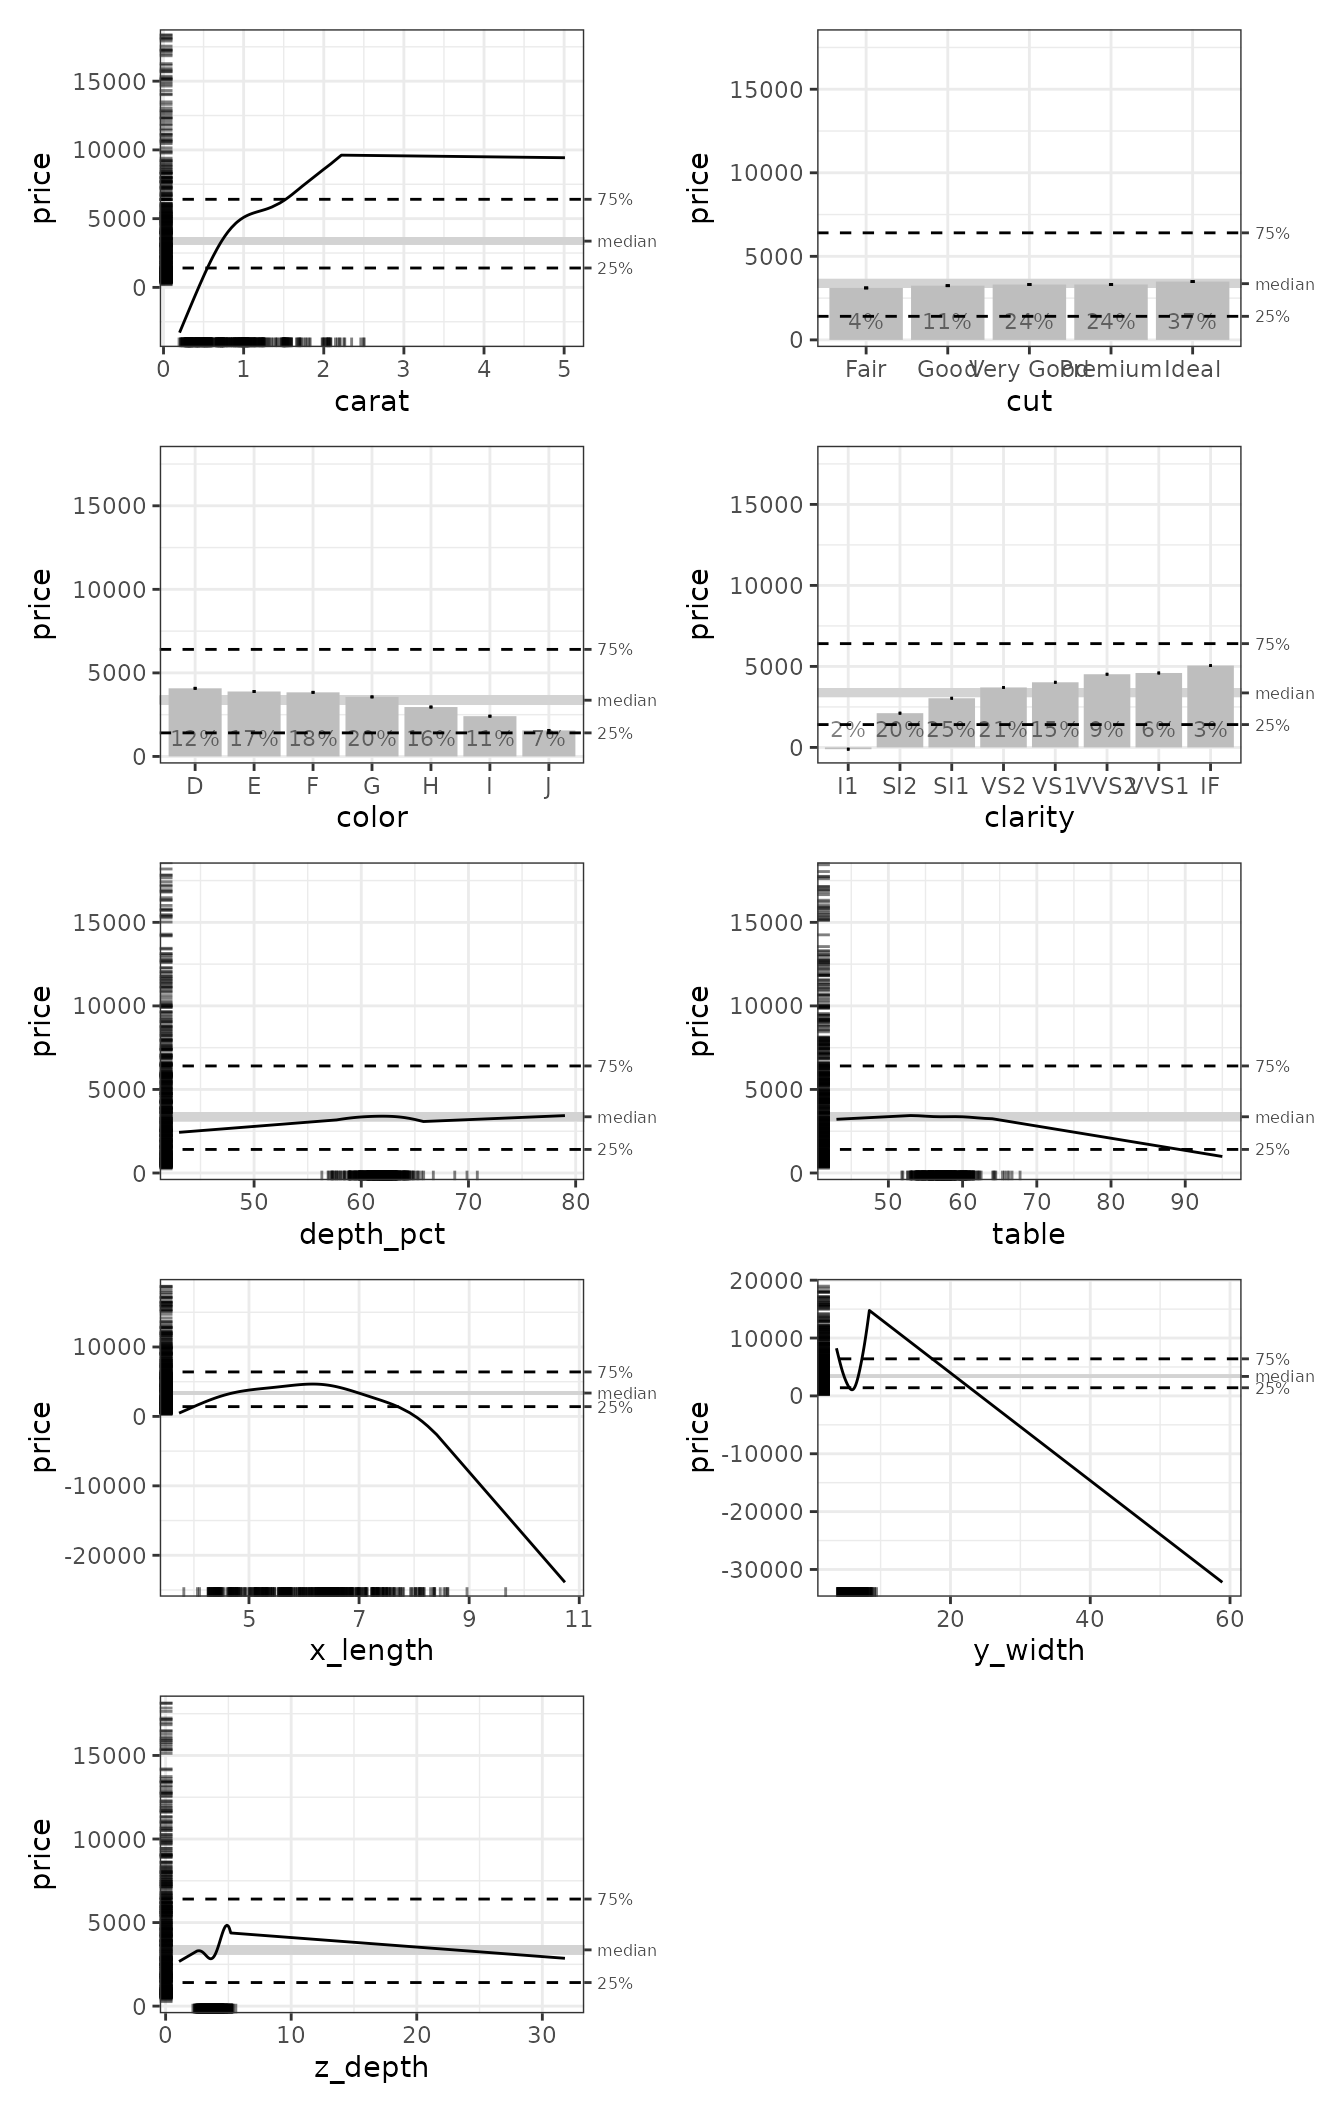 price
15000
10000
5000
0
75%
median
25%
0 1 2 3 4 5
carat
price
15000
10000
5000
0
75%
median
25%
4% 11% 24% 24% 37%
Fair Good Very Good Premium Ideal
cut
price
15000
10000
5000
0
75%
median
25%
12% 17% 18% 20% 16% 11% 7%
D E F G H I J
color
price
15000
10000
5000
0
75%
median
25%
2% 20% 25% 21% 15% 9% 6% 3%
I1 SI2 SI1 VS2 VS1 VVS2 VVS1 IF
clarity
price
15000
10000
5000
0
75%
median
25%
50 60 70 80
depth_pct
price
15000
10000
5000
0
75%
median
25%
50 60 70 80 90
table
price
10000
0
-10000
-20000
75%
median
25%
5 7 9 11
x_length
price
20000
10000
0
-10000
-20000
-30000
75%
median
25%
20 40 60
y_width
price
15000
10000
5000
0
75%
median
25%
0 10 20 30
z_depth